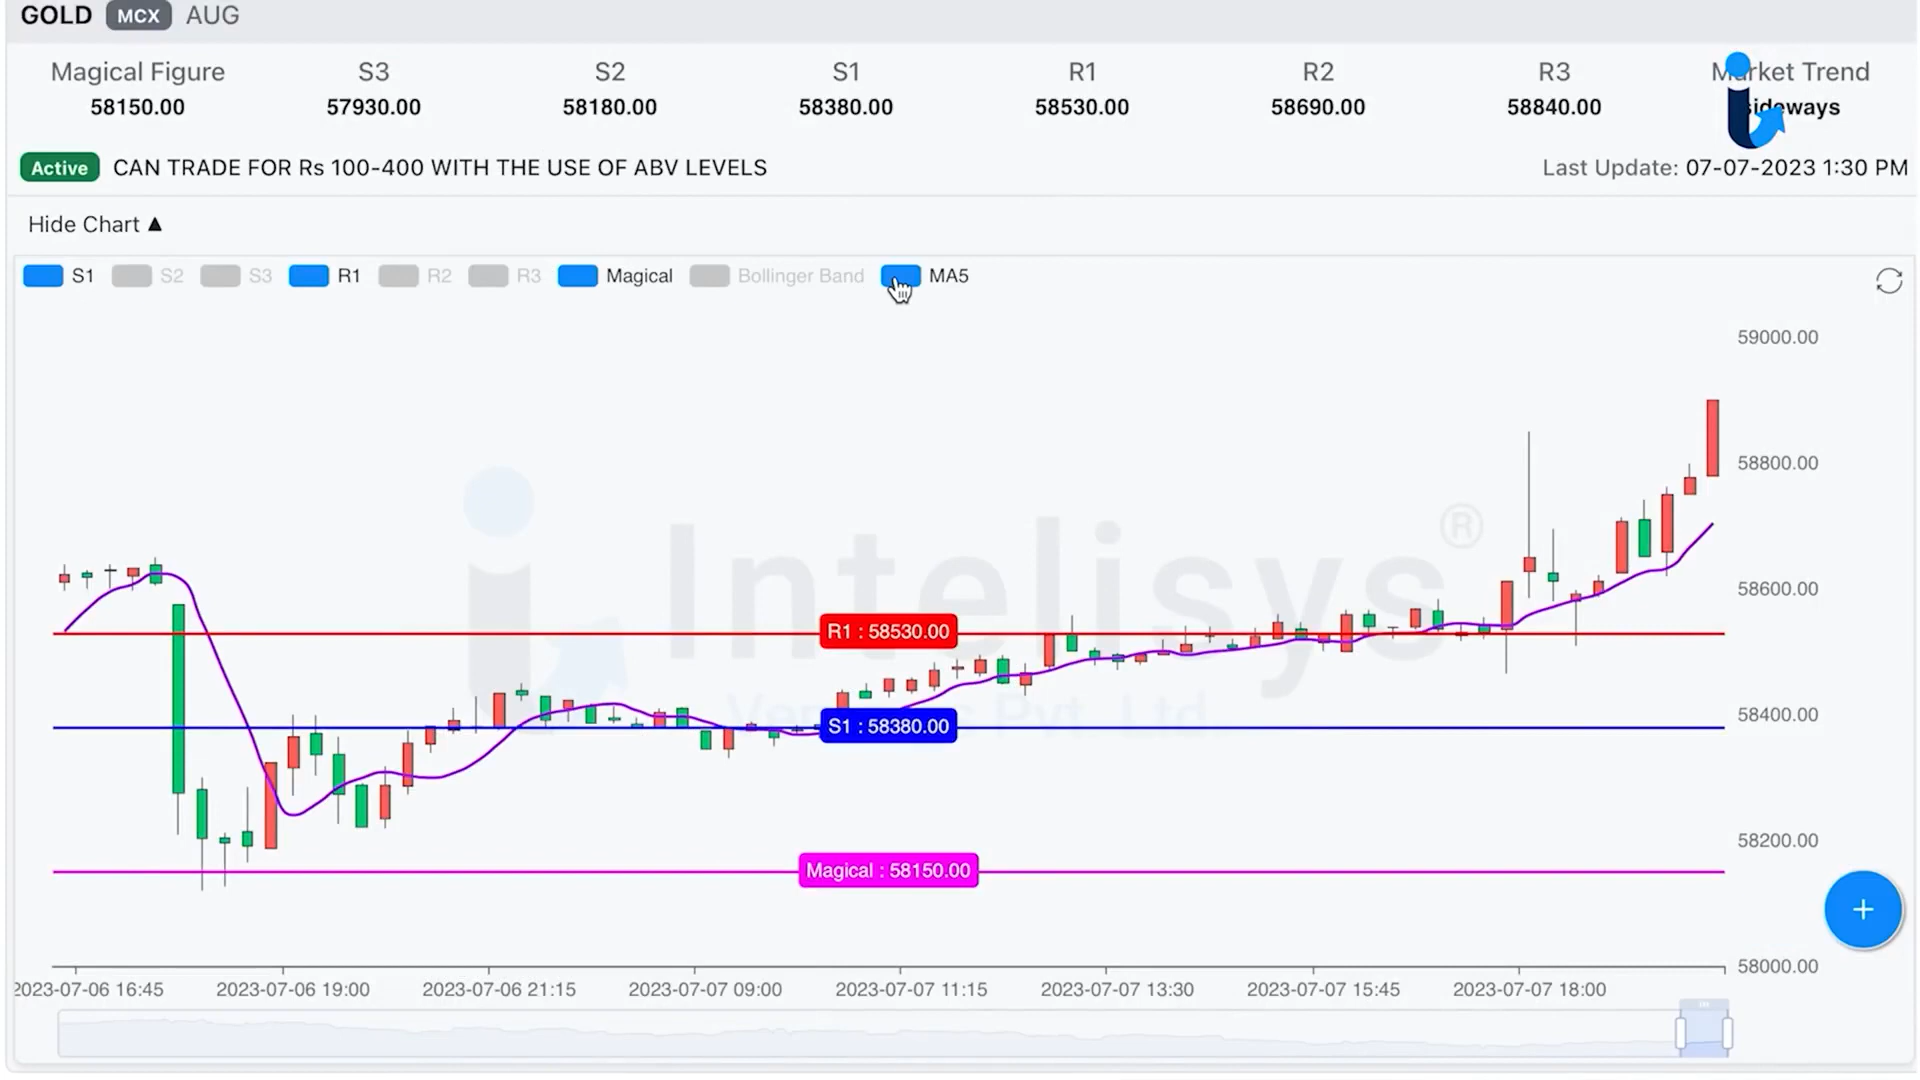 GOLD MCX AUG
Magical Figure S3 S2 S1 R1 R2 R3 Market Trend
58150.00 57930.00 58180.00 58380.00 58530.00 58690.00 58840.00 sideways
Active CAN TRADE FOR Rs 100-400 WITH THE USE OF ABV LEVELS Last Update: 07-07-2023 1:30 PM
Hide Chart ▲
S1 S2 S3 R1 R2 R3 Magical Bollinger Band MA5
59000.00
58800.00
Intelisys®
58600.00
R1 : 58530.00
Pvt. Ltd
58400.00
S1 : 58380.00
58200.00
Magical : 58150.00
+
58000.00
2023-07-06 16:45 2023-07-06 19:00 2023-07-06 21:15 2023-07-07 09:00 2023-07-07 11:15 2023-07-07 13:30 2023-07-07 15:45 2023-07-07 18:00